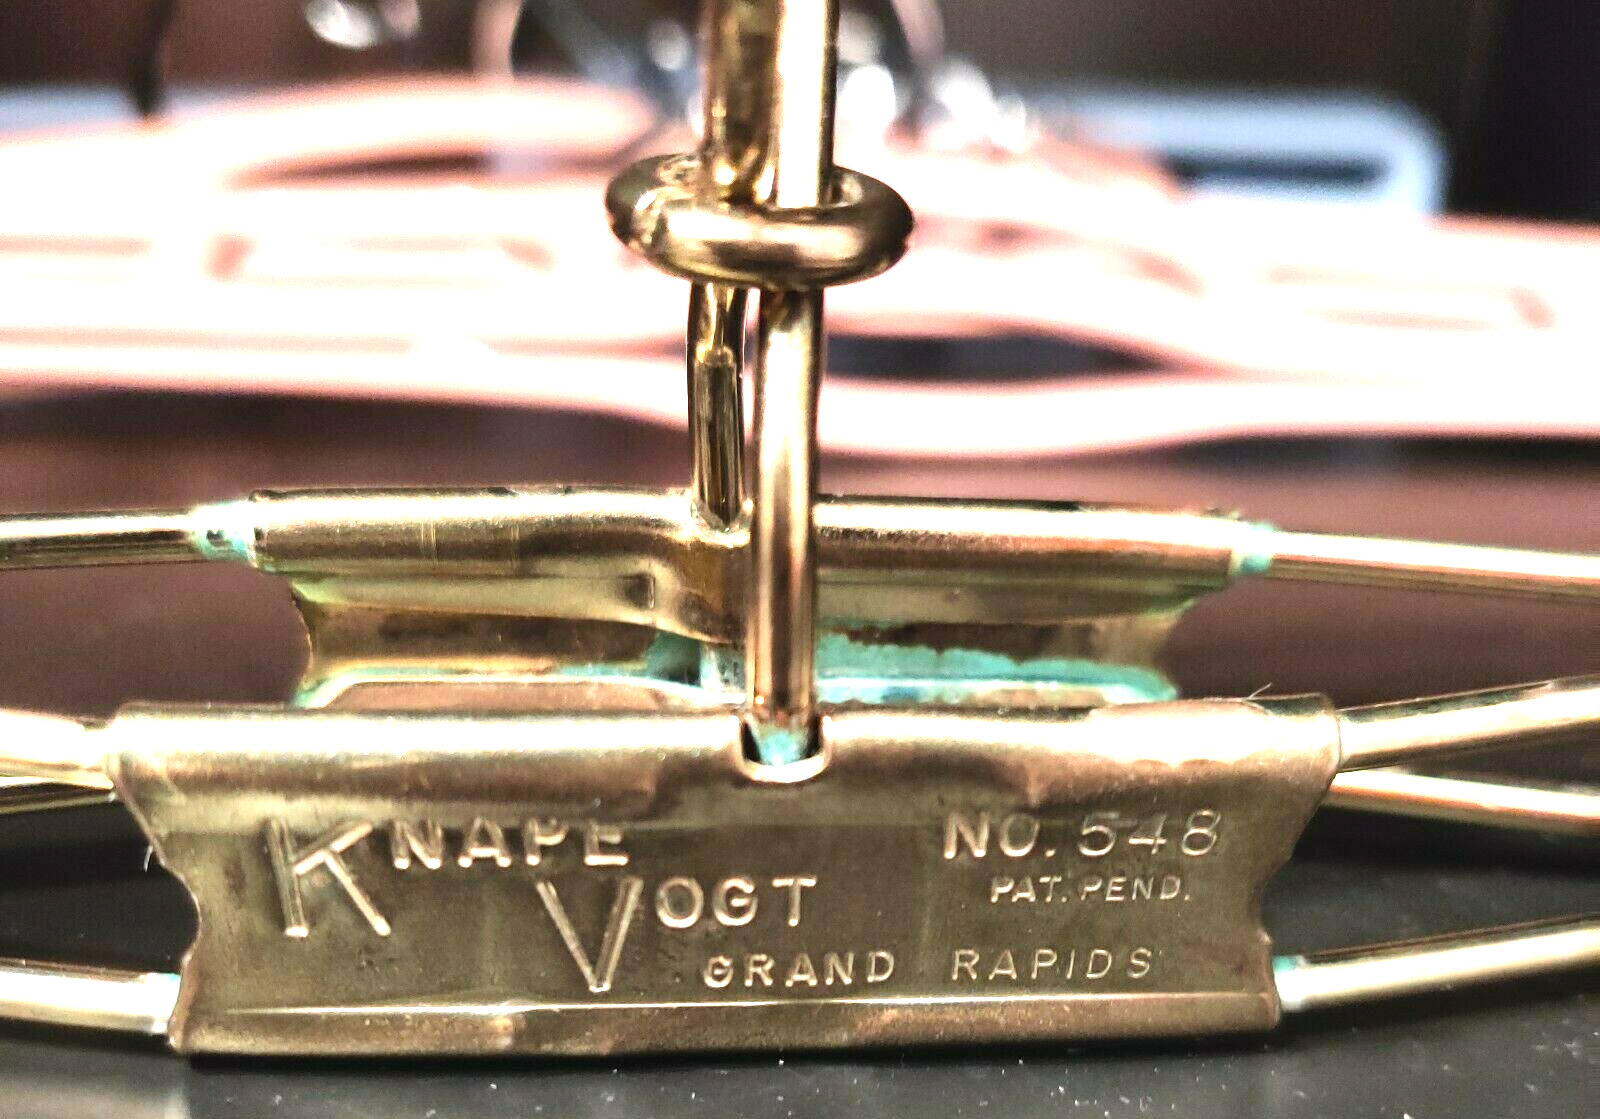 KNAPE
VOGT
GRAND RAPIDS
NO. 548
PAT. PEND.